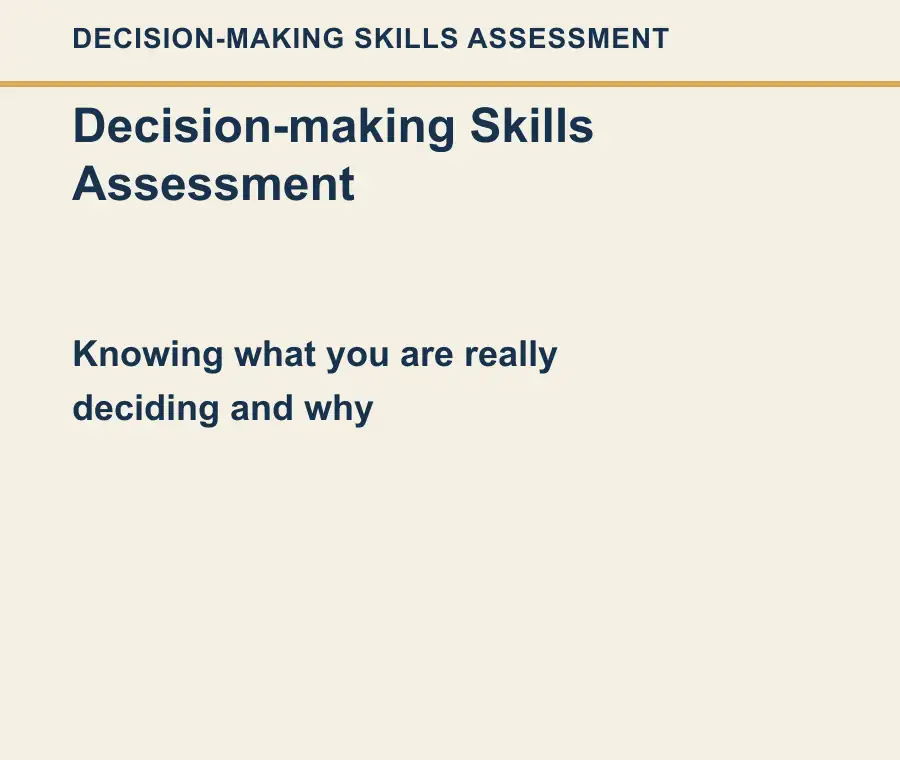 DECISION-MAKING SKILLS ASSESSMENT
Decision-making Skills
Assessment
Knowing what you are really
deciding and why